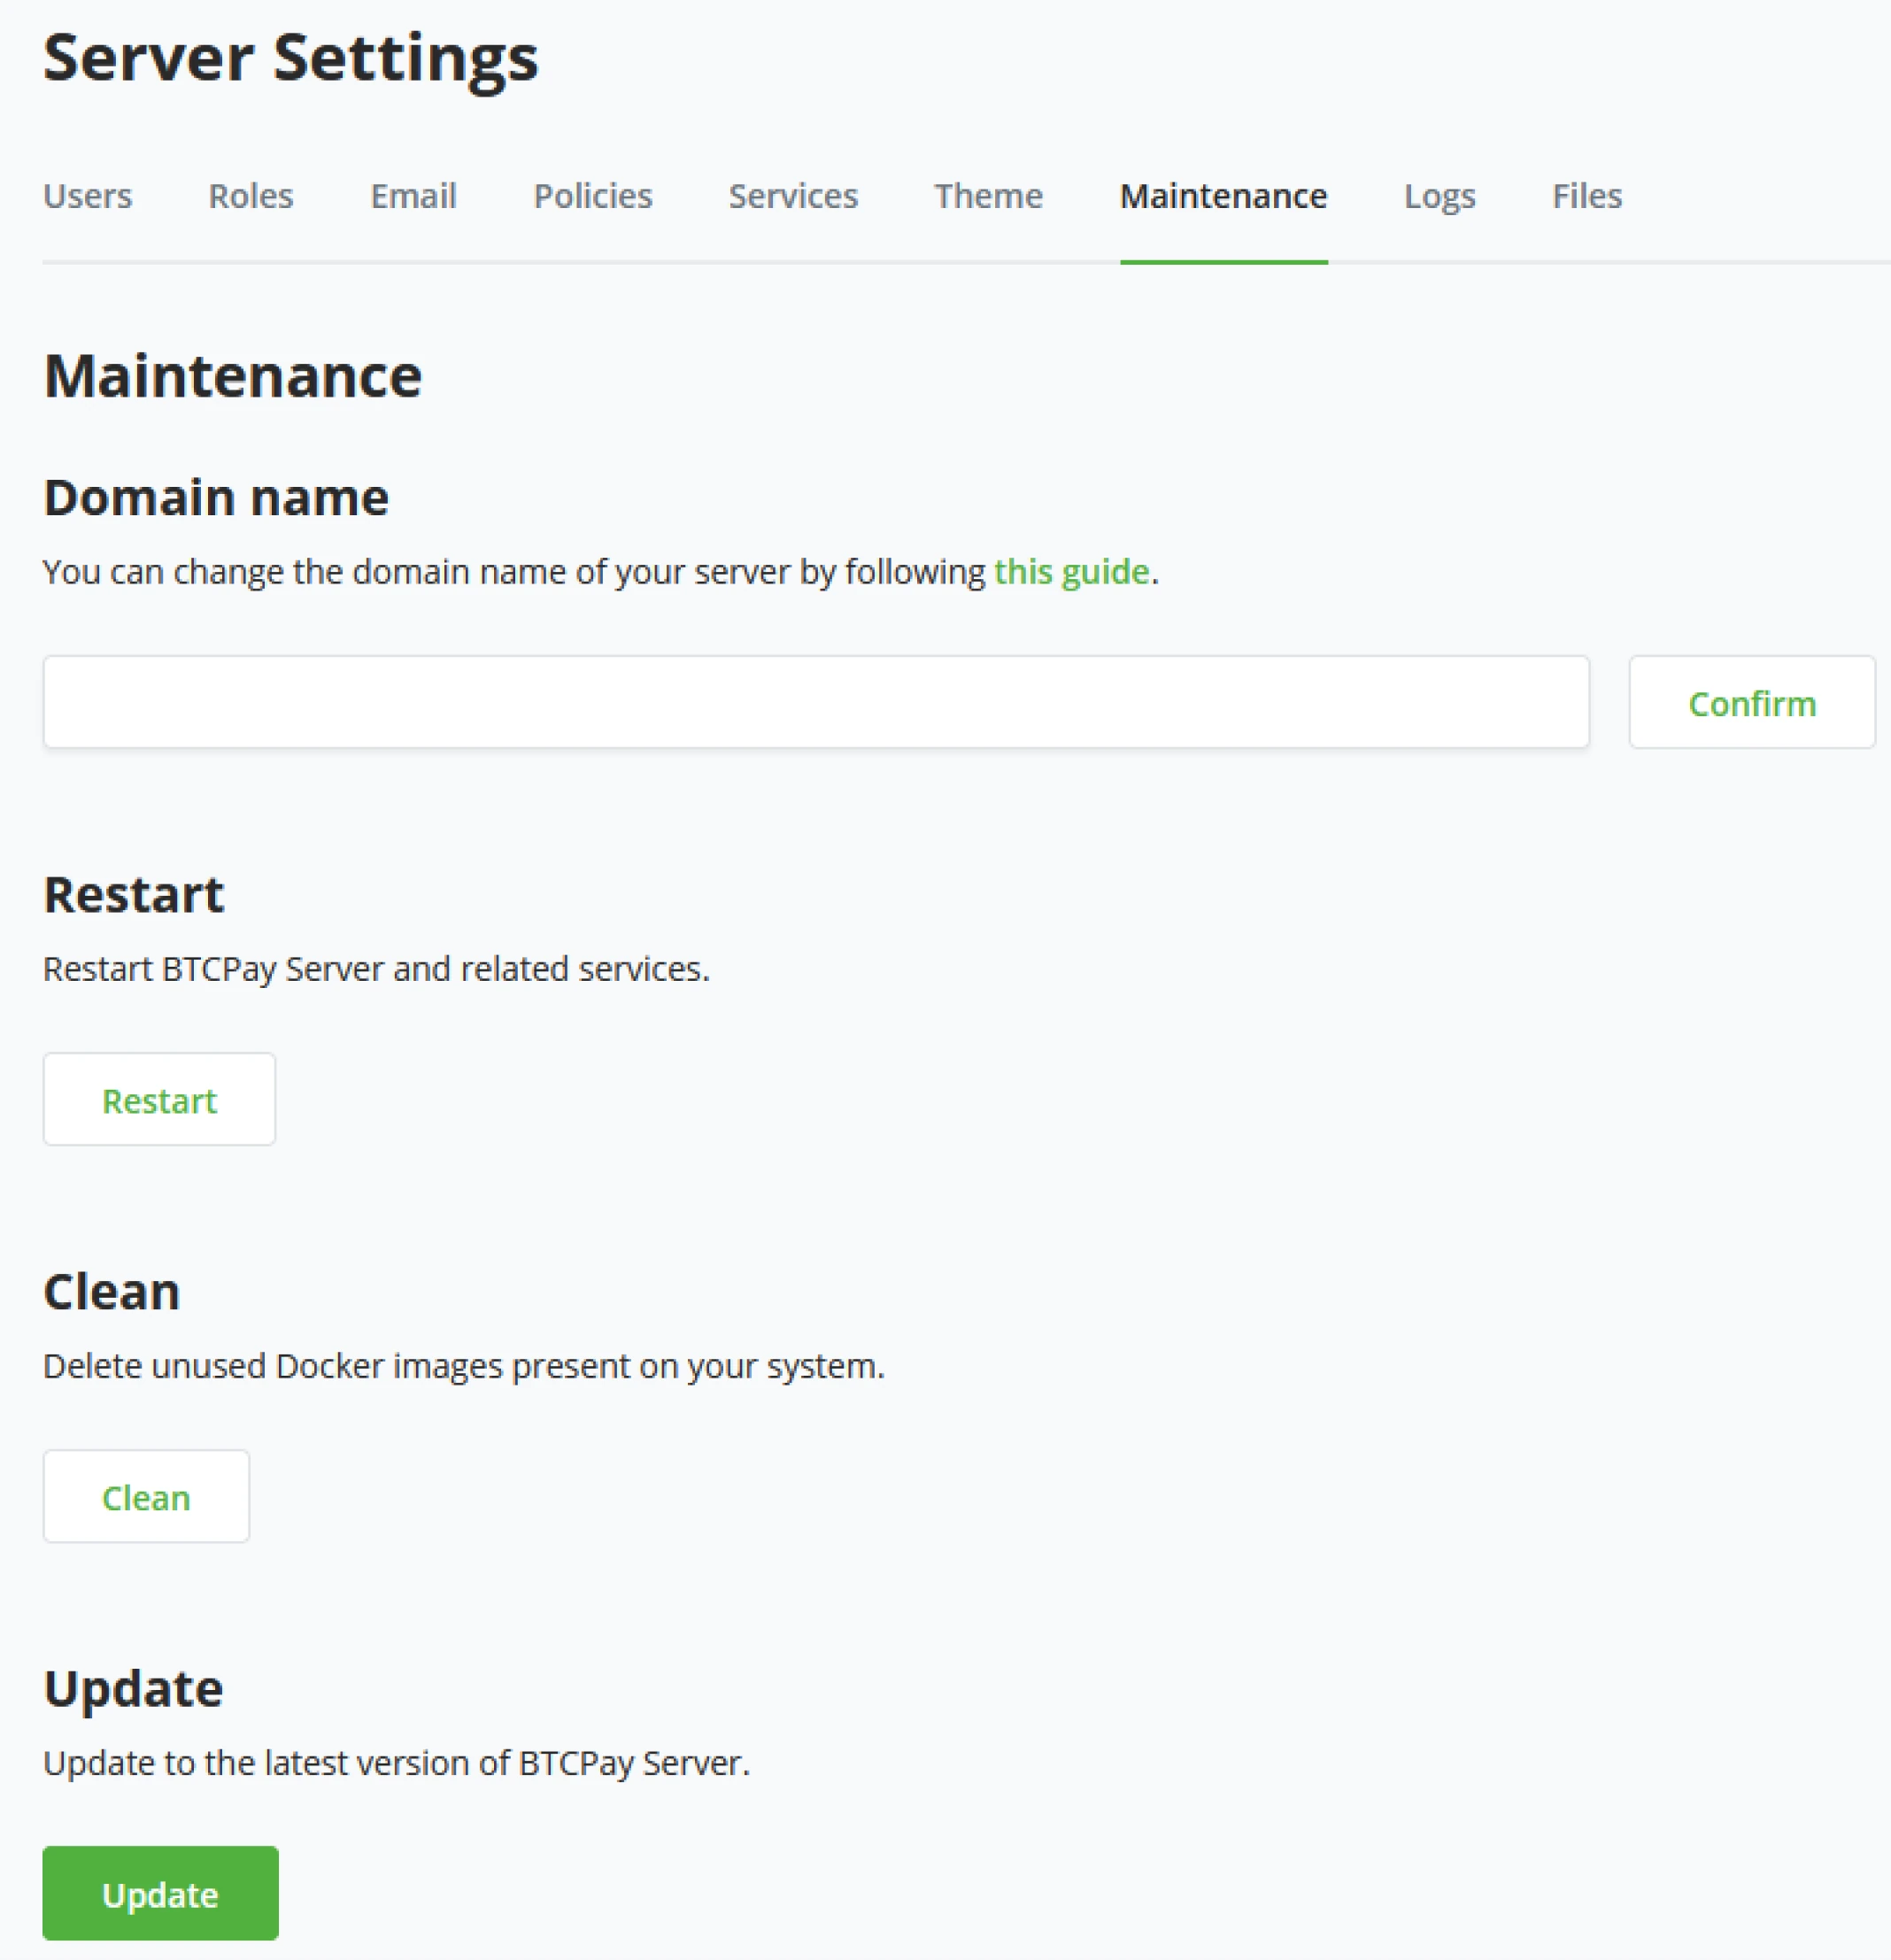 Server Settings
Users Roles Email Policies Services Theme Maintenance Logs Files
Maintenance
Domain name
You can change the domain name of your server by following this guide.
Confirm
Restart
Restart BTCPay Server and related services.
Restart
Clean
Delete unused Docker images present on your system.
Clean
Update
Update to the latest version of BTCPay Server.
Update